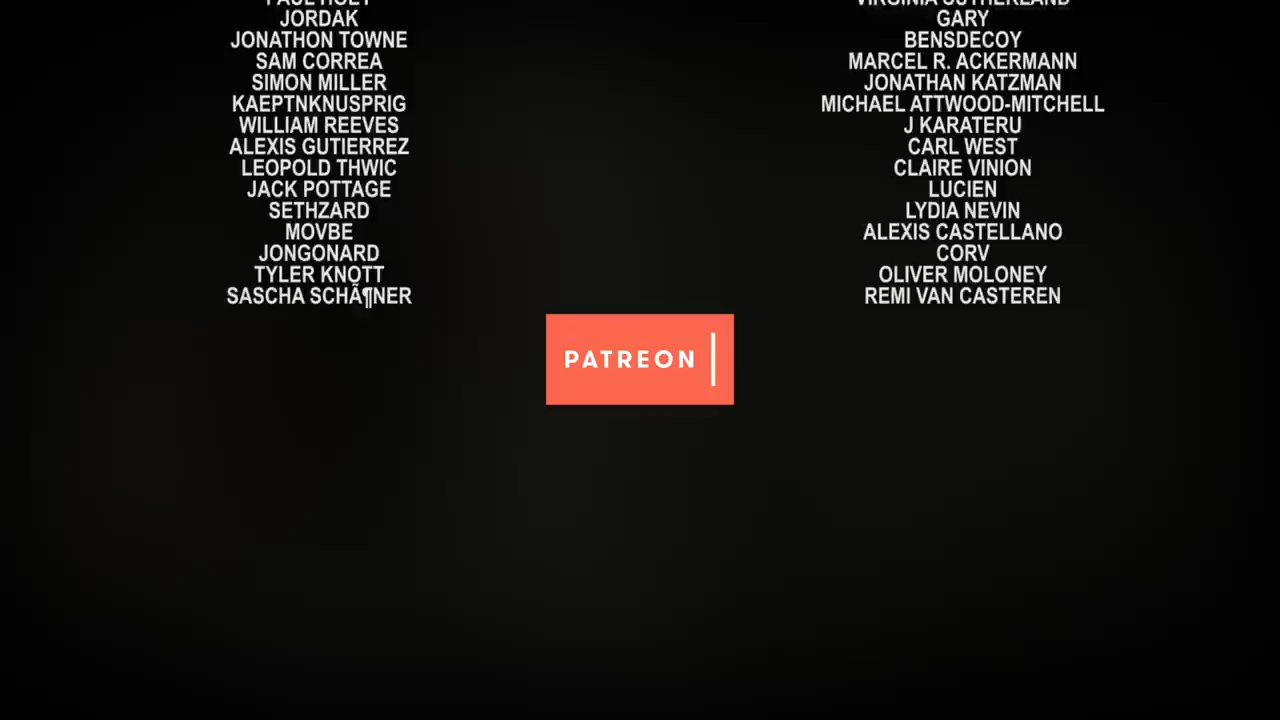 JORDAK
JONATHON TOWNE
SAM CORREA
SIMON MILLER
KAEPTNKNUSPRIG
WILLIAM REEVES
ALEXIS GUTIERREZ
LEOPOLD THWIC
JACK POTTAGE
SETHZARD
MOVBE
JONGONARD
TYLER KNOTT
SASCHA SCHÃ¶NER
VIRGINIA SUTHERLAND
GARY
BENSDECOY
MARCEL R. ACKERMANN
JONATHAN KATZMAN
MICHAEL ATTWOOD-MITCHELL
J KARATERU
CARL WEST
CLAIRE VINION
LUCIEN
LYDIA NEVIN
ALEXIS CASTELLANO
CORV
OLIVER MOLONEY
REMI VAN CASTEREN
PATREON